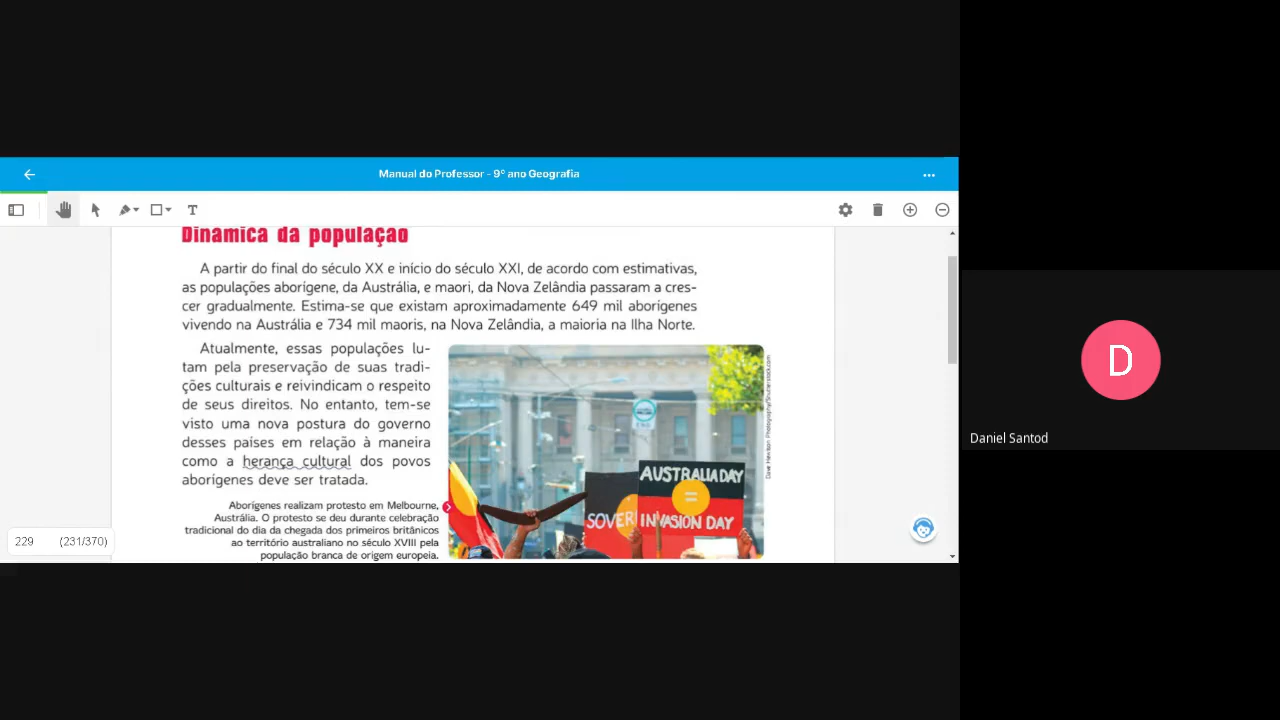 Manual do Professor - 9º ano Geografia
T
Dinâmica da população
A partir do final do século XX e início do século XXI, de acordo com estimativas,
as populações aborígene, da Austrália, e maori, da Nova Zelândia passaram a cres-
cer gradualmente. Estima-se que existam aproximadamente 649 mil aborígenes
vivendo na Austrália e 734 mil maoris, na Nova Zelândia, a maioria na Ilha Norte.
Atualmente, essas populações lu-
tam pela preservação de suas tradi-
ções culturais e reivindicam o respeito
de seus direitos. No entanto, tem-se
visto uma nova postura do governo
desses países em relação à maneira
como a herança cultural dos povos
aborígenes deve ser tratada.
Aborígenes realizam protesto em Melbourne,
Austrália. O protesto se deu durante celebração
tradicional do dia da chegada dos primeiros britânicos
ao território australiano no século XVIII pela
população branca de origem europeia.
AUSTRALIA DAY
=
INVASION DAY
SOVER
229 (231/370)
D
Daniel Santod